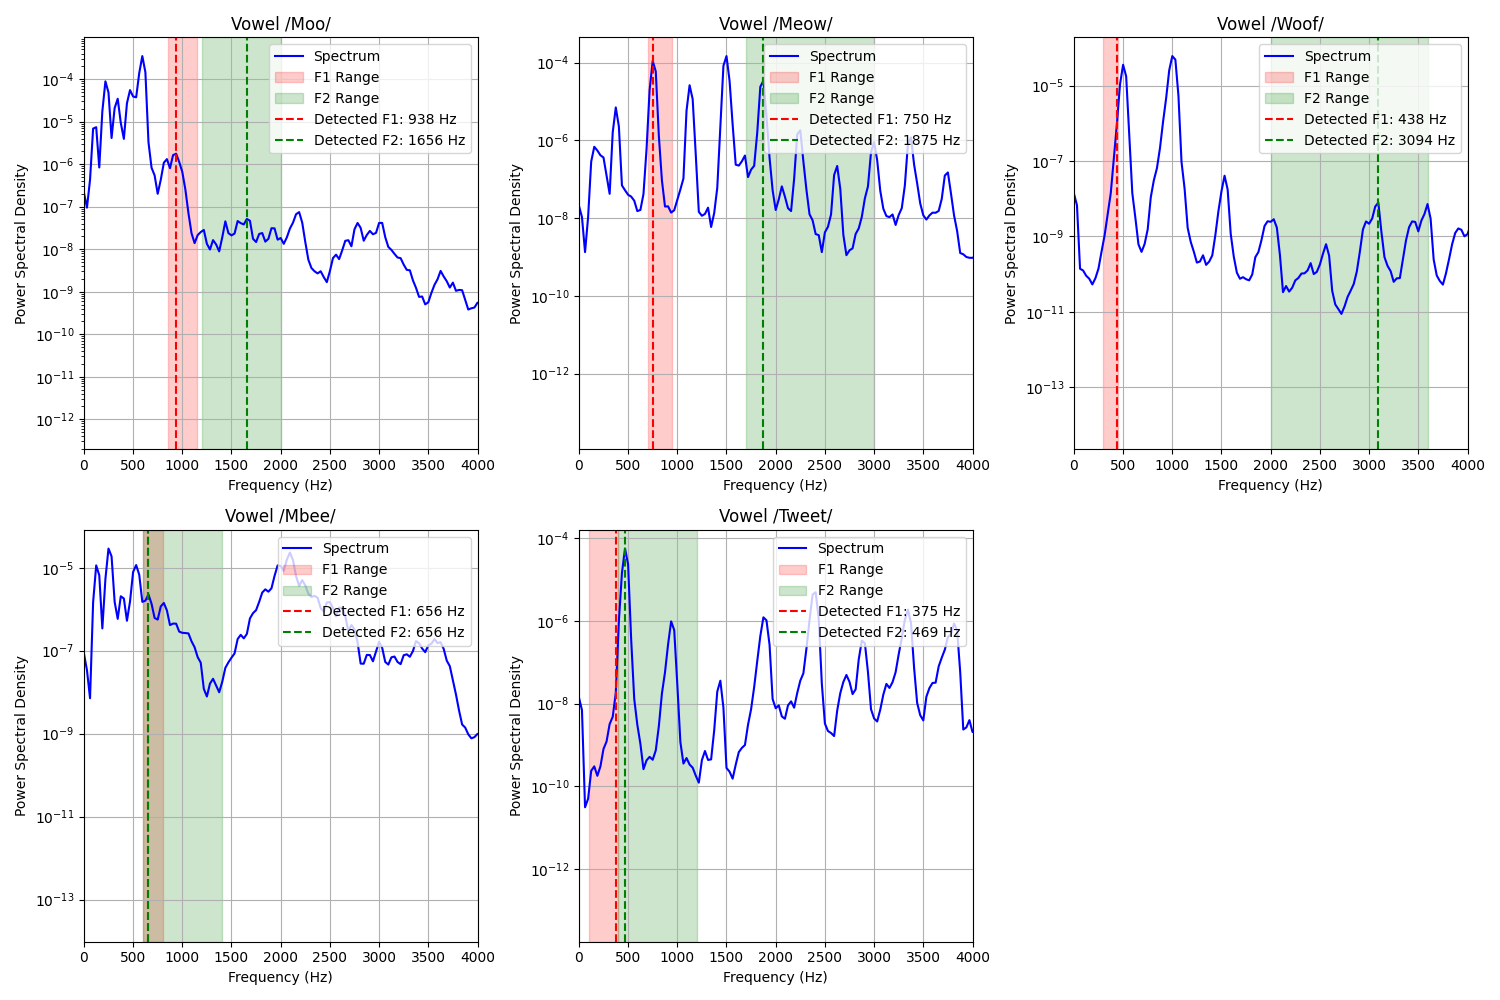 Vowel /Moo/
Power Spectral Density
10⁻⁴
10⁻⁵
10⁻⁶
10⁻⁷
10⁻⁸
10⁻⁹
10⁻¹⁰
10⁻¹¹
10⁻¹²
Spectrum
F1 Range
F2 Range
Detected F1: 938 Hz
Detected F2: 1656 Hz
0 500 1000 1500 2000 2500 3000 3500 4000
Frequency (Hz)
Vowel /Meow/
Power Spectral Density
10⁻⁴
10⁻⁶
10⁻⁸
10⁻¹⁰
10⁻¹²
Spectrum
F1 Range
F2 Range
Detected F1: 750 Hz
Detected F2: 1875 Hz
0 500 1000 1500 2000 2500 3000 3500 4000
Frequency (Hz)
Vowel /Woof/
Power Spectral Density
10⁻⁵
10⁻⁷
10⁻⁹
10⁻¹¹
10⁻¹³
Spectrum
F1 Range
F2 Range
Detected F1: 438 Hz
Detected F2: 3094 Hz
0 500 1000 1500 2000 2500 3000 3500 4000
Frequency (Hz)
Vowel /Mbee/
Power Spectral Density
10⁻⁵
10⁻⁷
10⁻⁹
10⁻¹¹
10⁻¹³
Spectrum
F1 Range
F2 Range
Detected F1: 656 Hz
Detected F2: 656 Hz
0 500 1000 1500 2000 2500 3000 3500 4000
Frequency (Hz)
Vowel /Tweet/
Power Spectral Density
10⁻⁴
10⁻⁶
10⁻⁸
10⁻¹⁰
10⁻¹²
Spectrum
F1 Range
F2 Range
Detected F1: 375 Hz
Detected F2: 469 Hz
0 500 1000 1500 2000 2500 3000 3500 4000
Frequency (Hz)